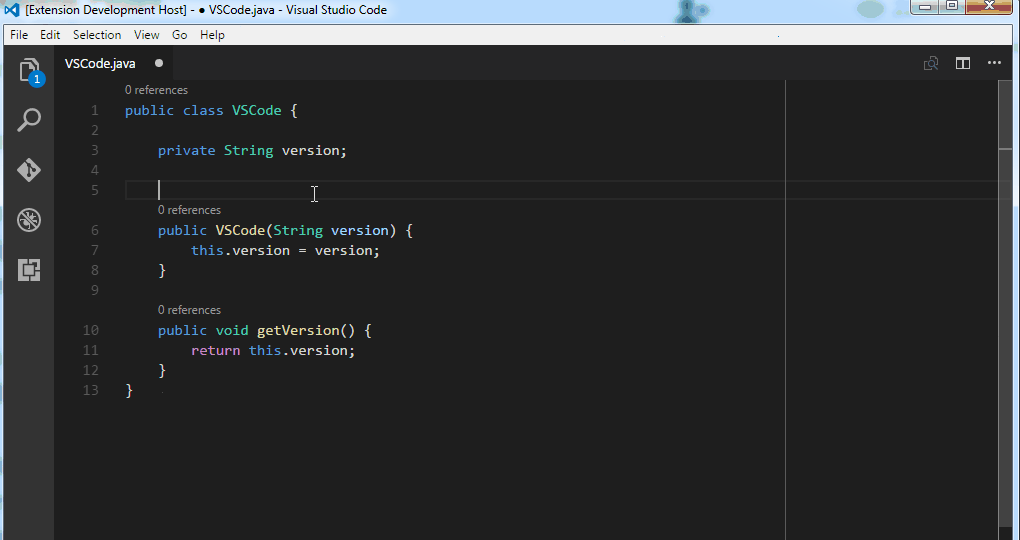 [Extension Development Host] - ● VSCode.java - Visual Studio Code
File Edit Selection View Go Help
1
VSCode.java ●
0 references
1 public class VSCode {
2
3 private String version;
4
5
0 references
6 public VSCode(String version) {
7 this.version = version;
8 }
9
0 references
10 public void getVersion() {
11 return this.version;
12 }
13 }